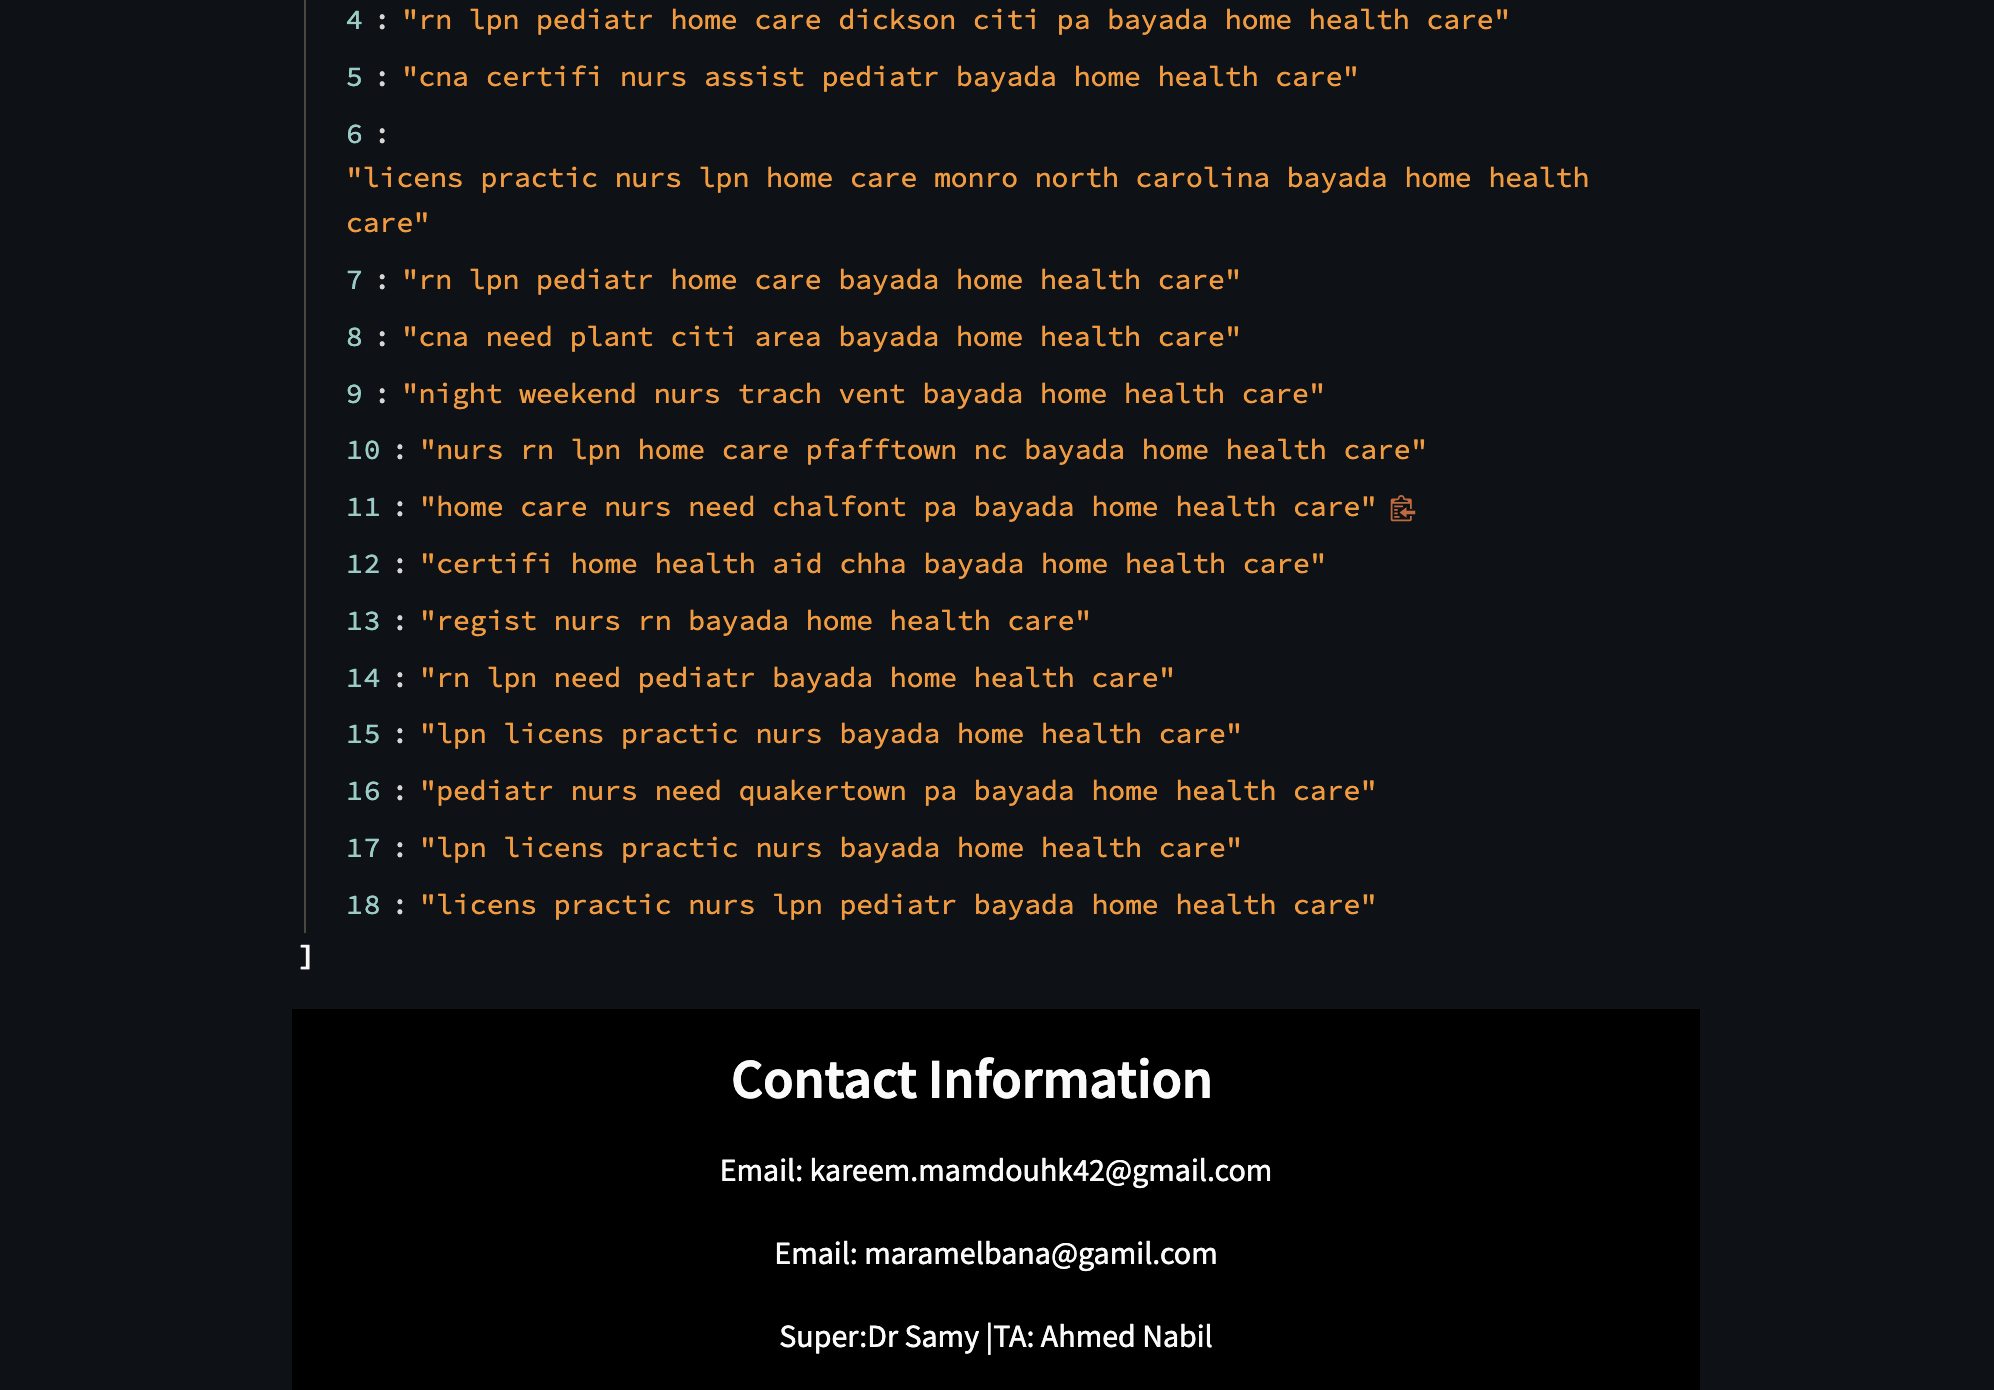 4 : "rn lpn pediatr home care dickson citi pa bayada home health care"
5 : "cna certifi nurs assist pediatr bayada home health care"
6 :
"licens practic nurs lpn home care monro north carolina bayada home health
care"
7 : "rn lpn pediatr home care bayada home health care"
8 : "cna need plant citi area bayada home health care"
9 : "night weekend nurs trach vent bayada home health care"
10 : "nurs rn lpn home care pfafftown nc bayada home health care"
11 : "home care nurs need chalfont pa bayada home health care"
12 : "certifi home health aid chha bayada home health care"
13 : "regist nurs rn bayada home health care"
14 : "rn lpn need pediatr bayada home health care"
15 : "lpn licens practic nurs bayada home health care"
16 : "pediatr nurs need quakertown pa bayada home health care"
17 : "lpn licens practic nurs bayada home health care"
18 : "licens practic nurs lpn pediatr bayada home health care"
]
Contact Information
Email: kareem.mamdouhk42@gmail.com
Email: maramelbana@gamil.com
Super:Dr Samy |TA: Ahmed Nabil